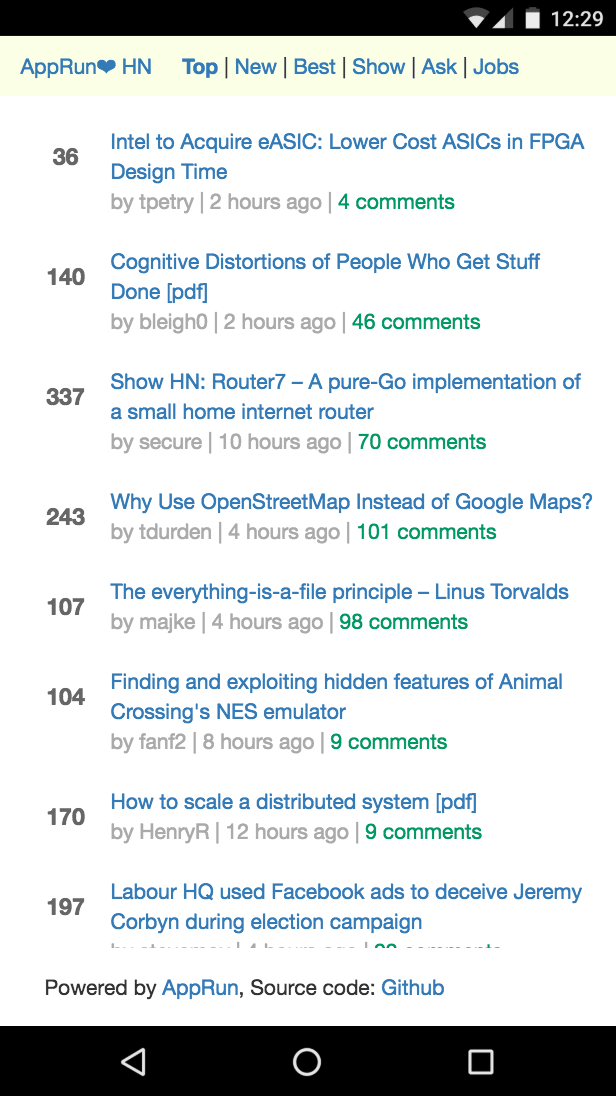 12:29
AppRun❤ HN Top | New | Best | Show | Ask | Jobs
36
Intel to Acquire eASIC: Lower Cost ASICs in FPGA
Design Time
by tpetry | 2 hours ago | 4 comments
140
Cognitive Distortions of People Who Get Stuff
Done [pdf]
by bleigh0 | 2 hours ago | 46 comments
337
Show HN: Router7 – A pure-Go implementation of
a small home internet router
by secure | 10 hours ago | 70 comments
243
Why Use OpenStreetMap Instead of Google Maps?
by tdurden | 4 hours ago | 101 comments
107
The everything-is-a-file principle – Linus Torvalds
by majke | 4 hours ago | 98 comments
104
Finding and exploiting hidden features of Animal
Crossing's NES emulator
by fanf2 | 8 hours ago | 9 comments
170
How to scale a distributed system [pdf]
by HenryR | 12 hours ago | 9 comments
197
Labour HQ used Facebook ads to deceive Jeremy
Corbyn during election campaign
Powered by AppRun, Source code: Github